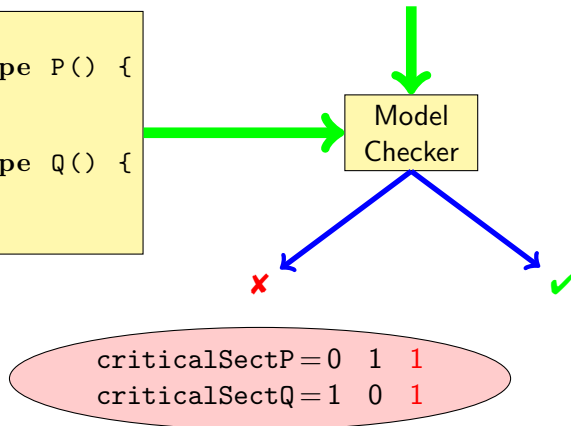 pe P() {
Model
Checker
pe Q() {
✘ ✔
criticalSectP=0 1 1
criticalSectQ=1 0 1